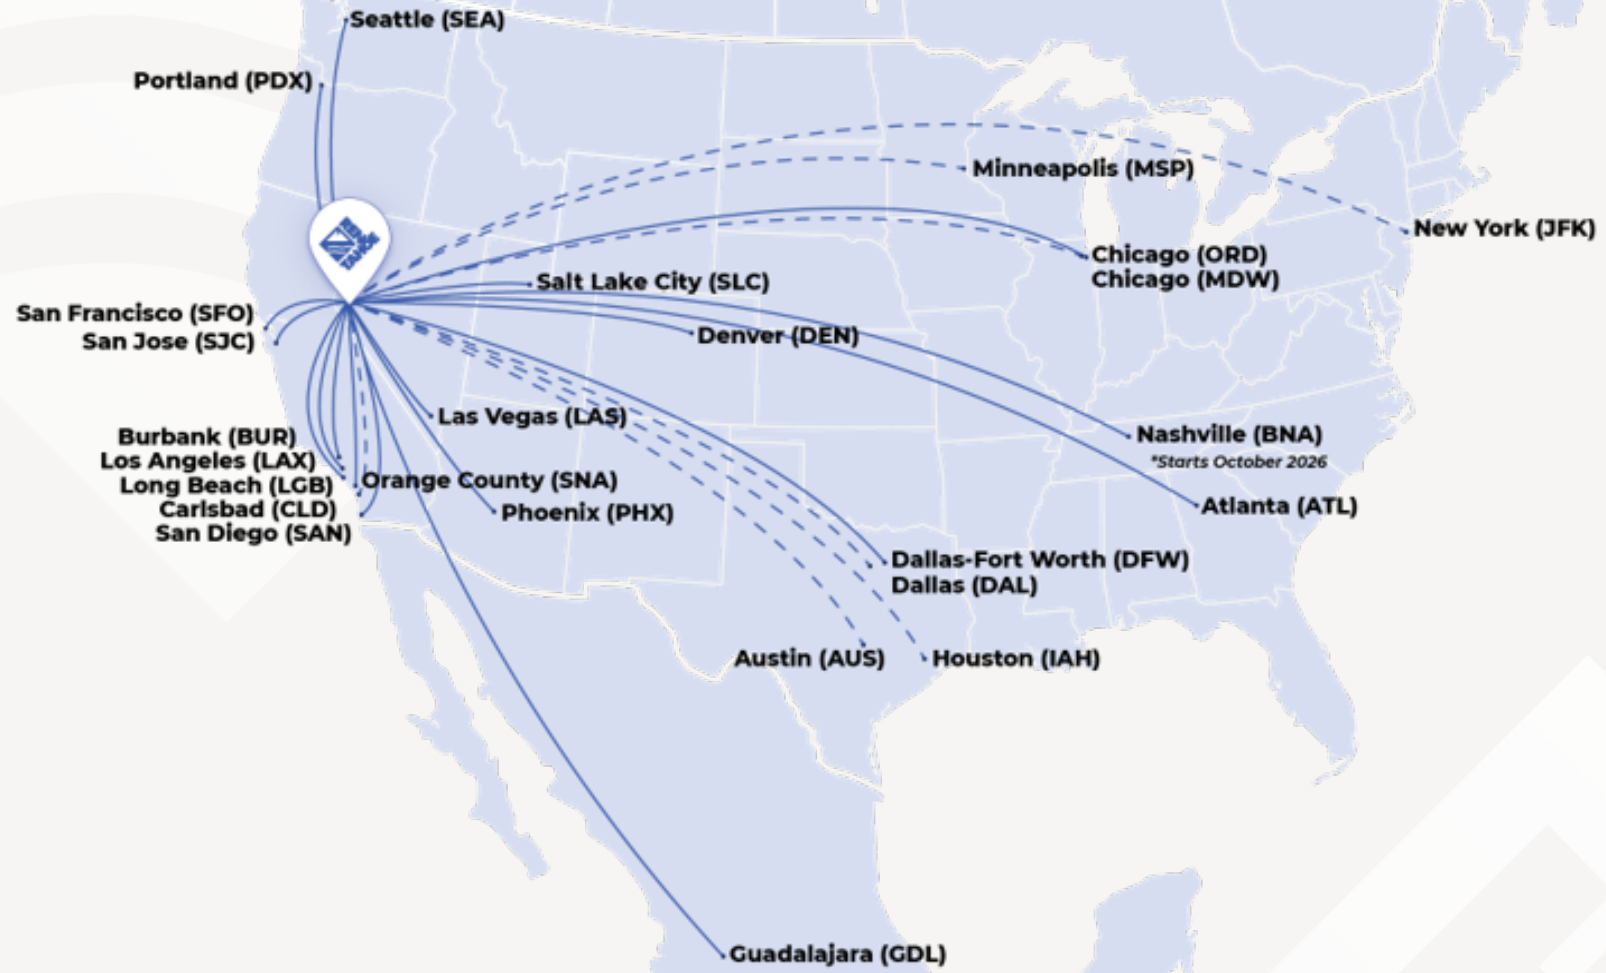 Seattle (SEA)
Portland (PDX)
Minneapolis (MSP)
New York (JFK)
Chicago (ORD)
Chicago (MDW)
Salt Lake City (SLC)
San Francisco (SFO)
San Jose (SJC)
Denver (DEN)
Las Vegas (LAS)
Nashville (BNA)
*Starts October 2026
Burbank (BUR)
Los Angeles (LAX)
Long Beach (LGB)
Orange County (SNA)
Carlsbad (CLD)
San Diego (SAN)
Phoenix (PHX)
Atlanta (ATL)
Dallas-Fort Worth (DFW)
Dallas (DAL)
Austin (AUS)
Houston (IAH)
Guadalajara (GDL)